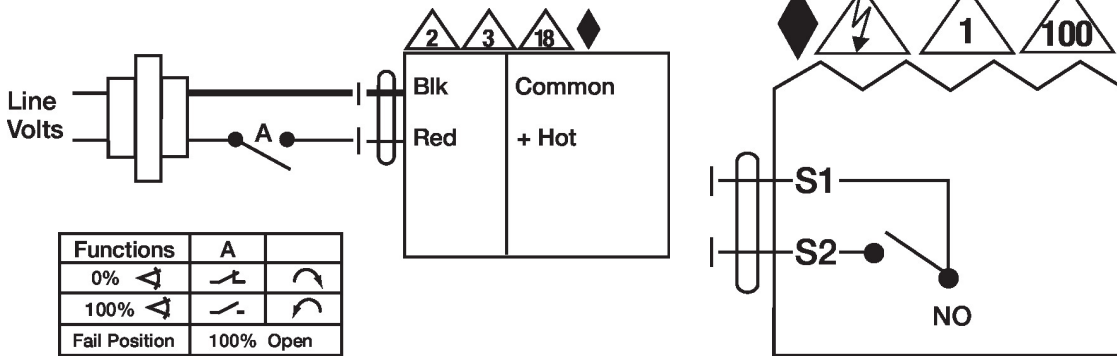 2 3 18
1 100
Line
Volts
A
Blk Common
Red + Hot
S1
S2
NO
Functions A
0%
100%
Fail Position 100% Open